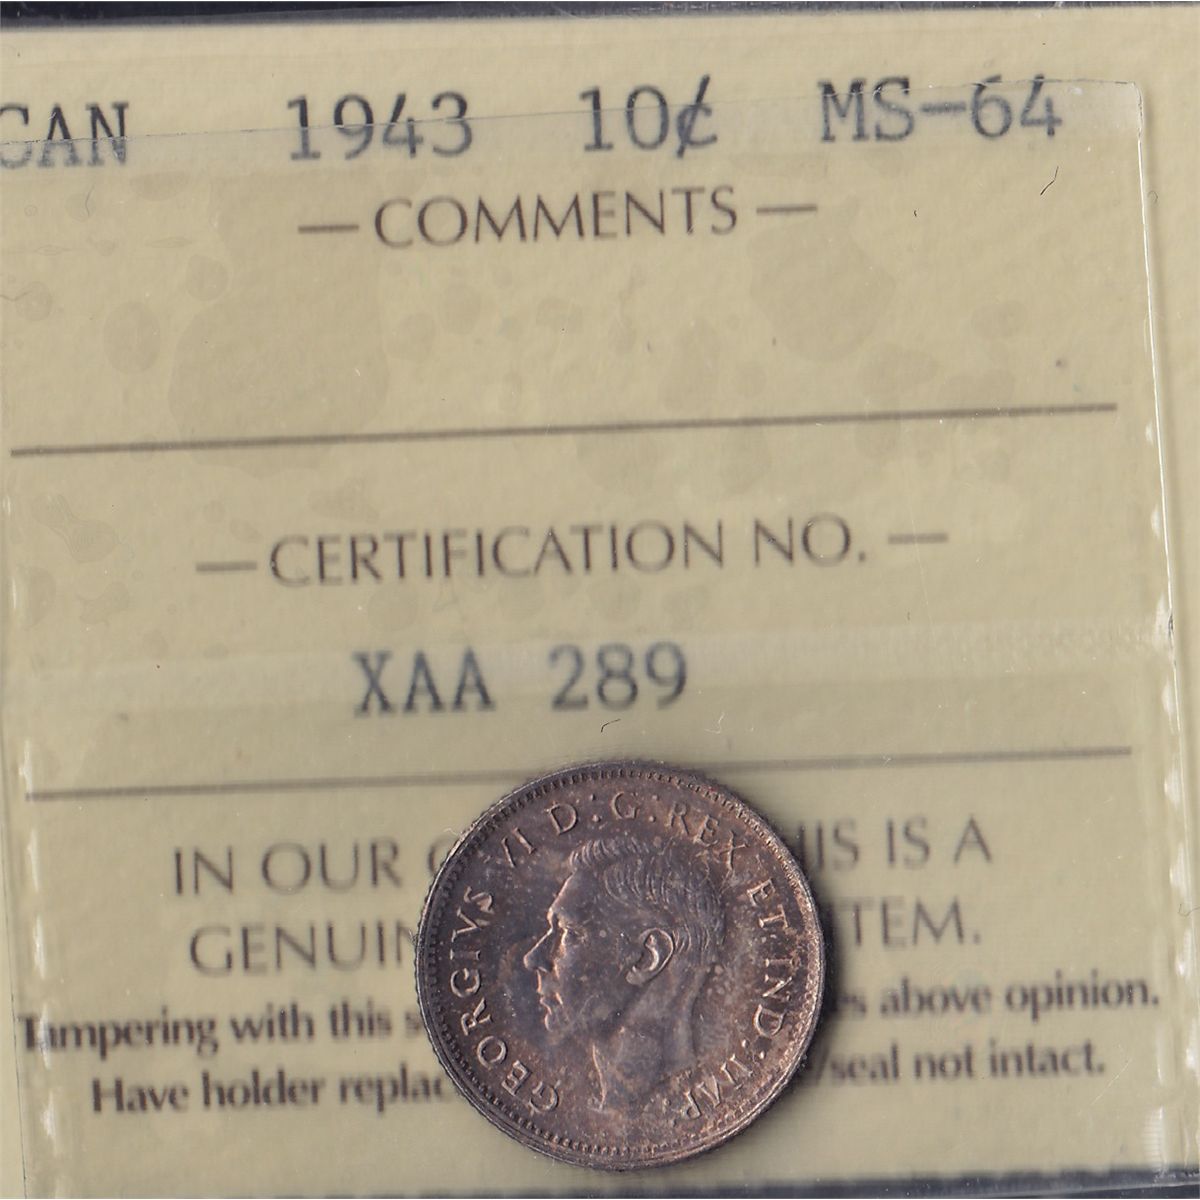 CAN 1943 10¢ MS-64
— COMMENTS —
— CERTIFICATION NO. —
XAA 289
IN OUR IS IS A
GENUIN TEM.
Tampering with this s s above opinion.
Have holder replac /seal not intact.
GEORGIVS VI D:G:REX ET:IND:IMP: